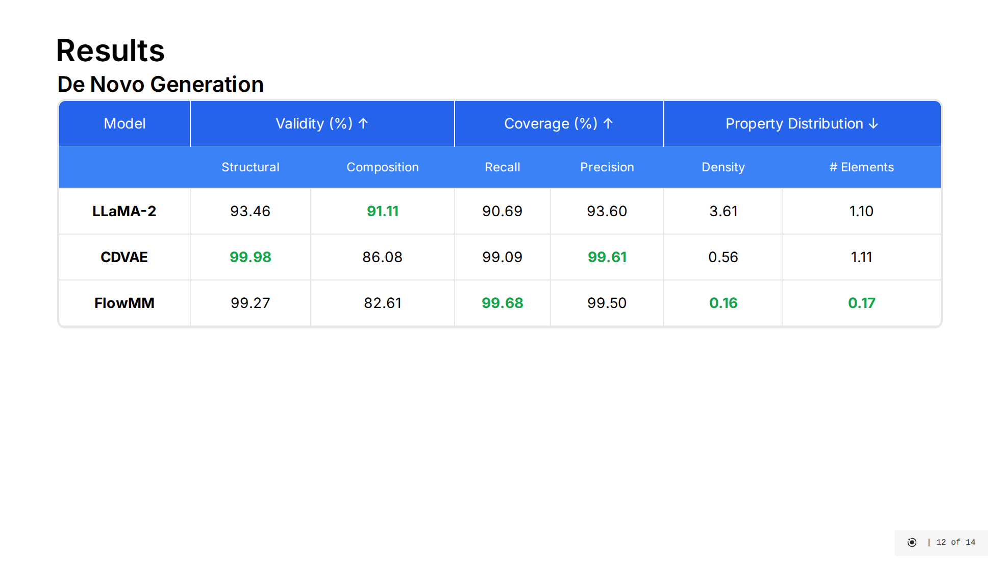 Results
De Novo Generation
Model Validity (%) ↑ Coverage (%) ↑ Property Distribution ↓
Structural Composition Recall Precision Density # Elements
LLaMA-2 93.46 91.11 90.69 93.60 3.61 1.10
CDVAE 99.98 86.08 99.09 99.61 0.56 1.11
FlowMM 99.27 82.61 99.68 99.50 0.16 0.17
| 12 of 14